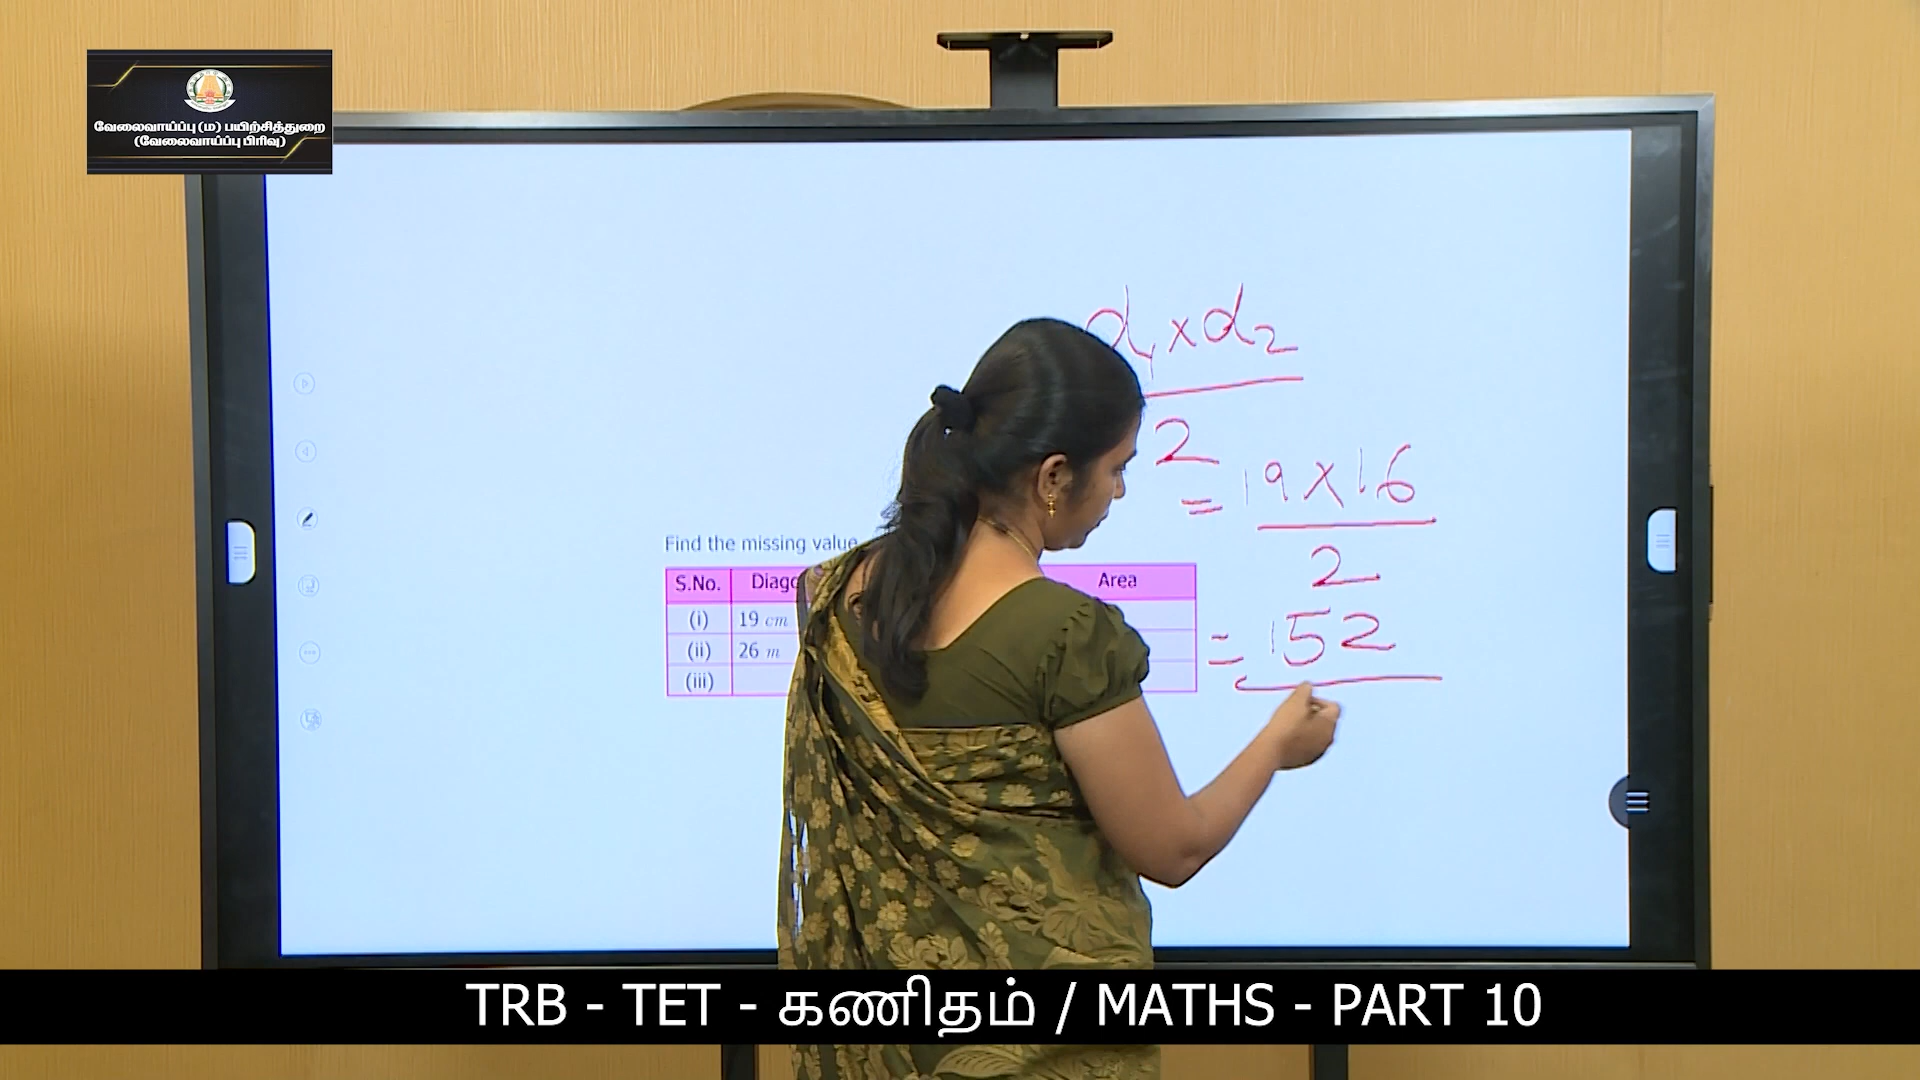 வேலைவாய்ப்பு (ம) பயிற்சித்துறை
(வேலைவாய்ப்பு பிரிவு)
d₁ x d₂
2
= 19 x 16
2
= 152
Find the missing value
S.No. Area
(i) 19 cm
(ii) 26 m
(iii)
TRB - TET - கணிதம் / MATHS - PART 10